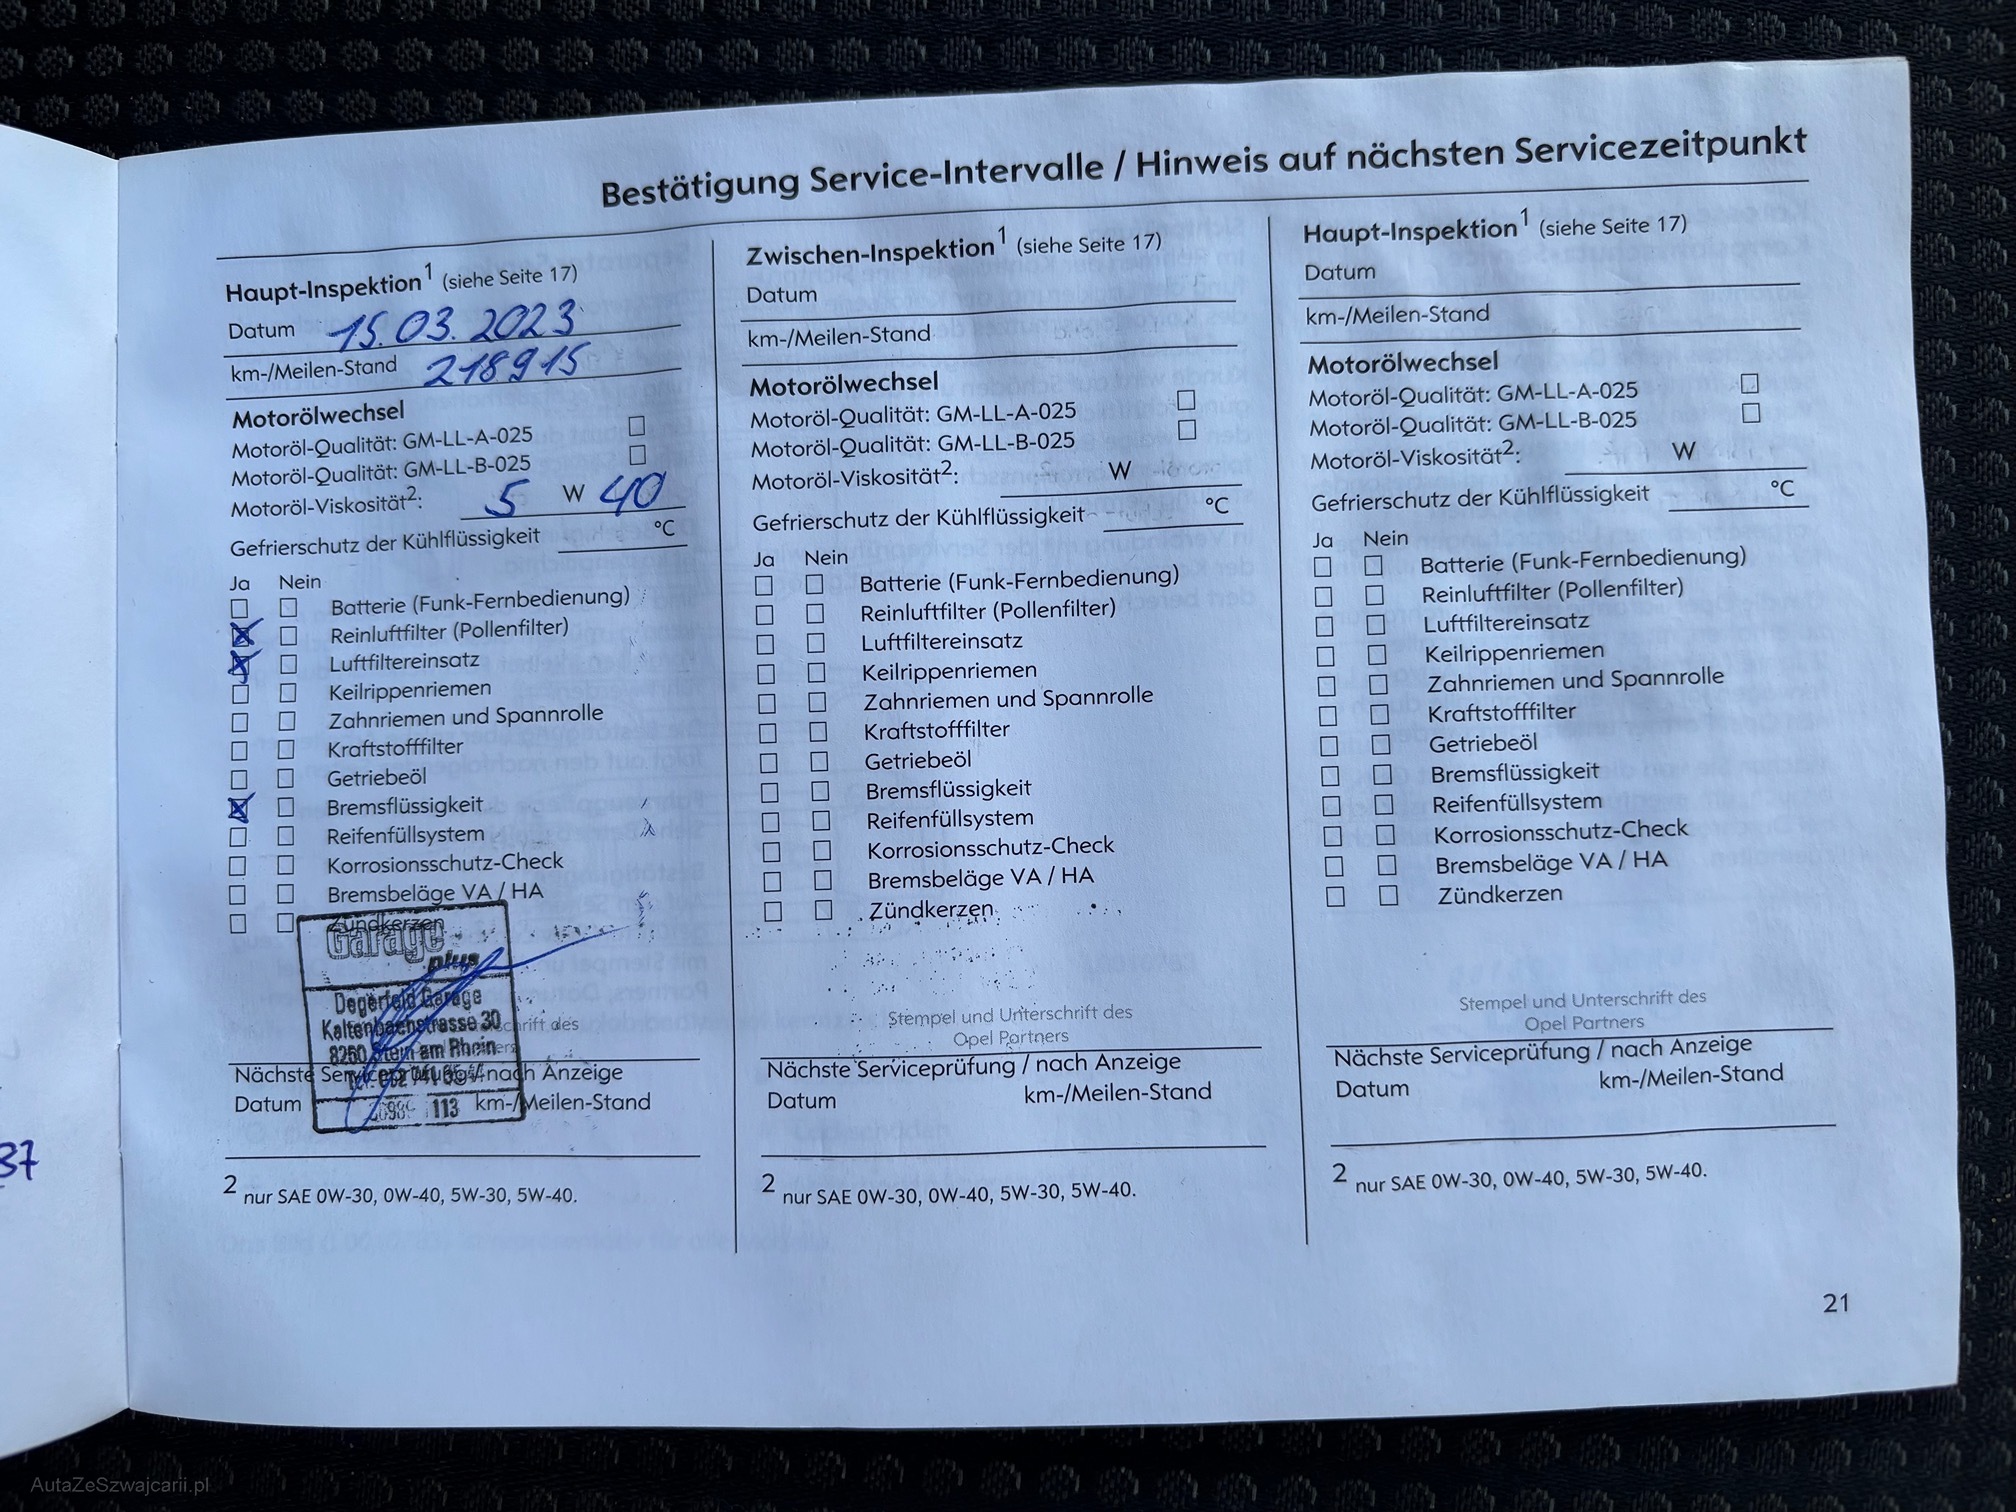 Bestätigung Service-Intervalle / Hinweis auf nächsten Servicezeitpunkt
Haupt-Inspektion1 (siehe Seite 17)
Datum 15.03.2023
km-/Meilen-Stand 218915
Motorölwechsel
Motoröl-Qualität: GM-LL-A-025
Motoröl-Qualität: GM-LL-B-025
Motoröl-Viskosität2: 5 W 40
Gefrierschutz der Kühlflüssigkeit °C
Ja Nein
Batterie (Funk-Fernbedienung)
Reinluftfilter (Pollenfilter)
Luftfiltereinsatz
Keilrippenriemen
Zahnriemen und Spannrolle
Kraftstofffilter
Getriebeöl
Bremsflüssigkeit
Reifenfüllsystem
Korrosionsschutz-Check
Bremsbeläge VA / HA
Zündkerzen
Garage
plus
Degerfeld Garage
Kaltenbachstrasse 30
8260 Stein am Rhein
Nächste Serviceprüfung / nach Anzeige
Datum km-/Meilen-Stand
113
2 nur SAE 0W-30, 0W-40, 5W-30, 5W-40.
Zwischen-Inspektion1 (siehe Seite 17)
Datum
km-/Meilen-Stand
Motorölwechsel
Motoröl-Qualität: GM-LL-A-025
Motoröl-Qualität: GM-LL-B-025
Motoröl-Viskosität2: W
Gefrierschutz der Kühlflüssigkeit °C
Ja Nein
Batterie (Funk-Fernbedienung)
Reinluftfilter (Pollenfilter)
Luftfiltereinsatz
Keilrippenriemen
Zahnriemen und Spannrolle
Kraftstofffilter
Getriebeöl
Bremsflüssigkeit
Reifenfüllsystem
Korrosionsschutz-Check
Bremsbeläge VA / HA
Zündkerzen
Stempel und Unterschrift des
Opel Partners
Nächste Serviceprüfung / nach Anzeige
Datum km-/Meilen-Stand
2 nur SAE 0W-30, 0W-40, 5W-30, 5W-40.
Haupt-Inspektion1 (siehe Seite 17)
Datum
km-/Meilen-Stand
Motorölwechsel
Motoröl-Qualität: GM-LL-A-025
Motoröl-Qualität: GM-LL-B-025
Motoröl-Viskosität2: W
Gefrierschutz der Kühlflüssigkeit °C
Ja Nein
Batterie (Funk-Fernbedienung)
Reinluftfilter (Pollenfilter)
Luftfiltereinsatz
Keilrippenriemen
Zahnriemen und Spannrolle
Kraftstofffilter
Getriebeöl
Bremsflüssigkeit
Reifenfüllsystem
Korrosionsschutz-Check
Bremsbeläge VA / HA
Zündkerzen
Stempel und Unterschrift des
Opel Partners
Nächste Serviceprüfung / nach Anzeige
Datum km-/Meilen-Stand
2 nur SAE 0W-30, 0W-40, 5W-30, 5W-40.
21
37
AutaZeSzwajcarii.pl